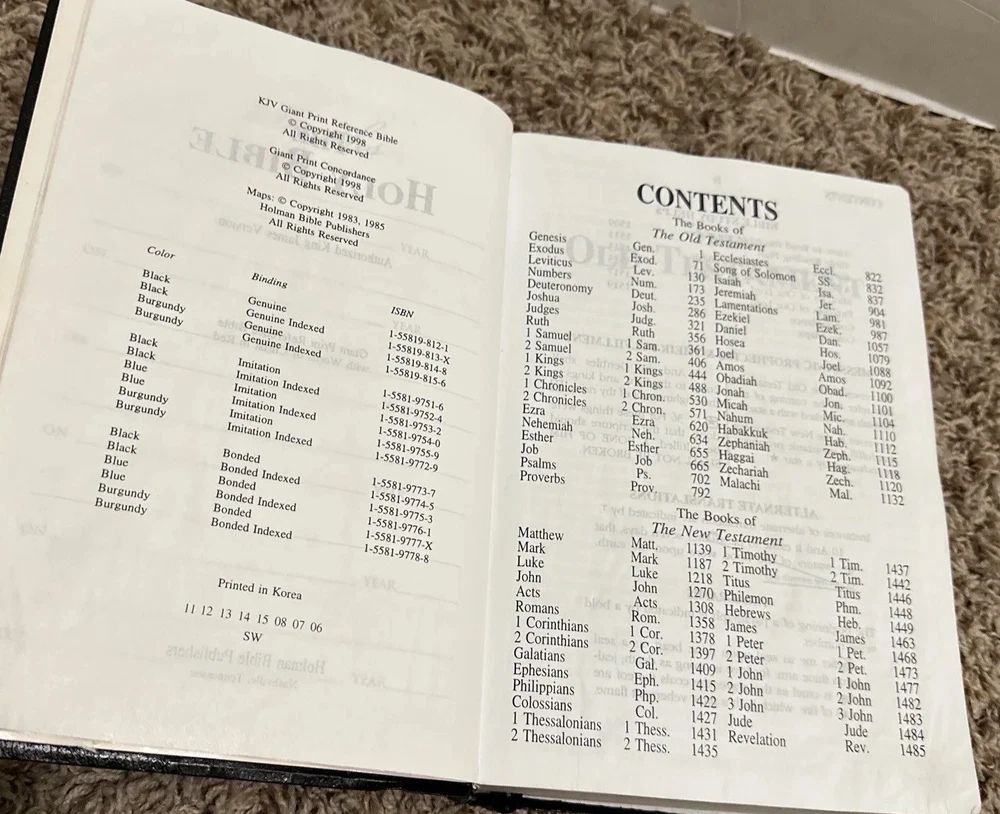 KJV Giant Print Reference Bible
© Copyright 1998
All Rights Reserved
Giant Print Concordance
© Copyright 1998
All Rights Reserved
Maps: © Copyright 1983, 1985
Holman Bible Publishers
All Rights Reserved
Color Binding ISBN
Black Genuine 1-55819-812-1
Black Genuine Indexed 1-55819-813-X
Burgundy Genuine 1-55819-814-8
Burgundy Genuine Indexed 1-55819-815-6
Black Imitation 1-5581-9751-6
Black Imitation Indexed 1-5581-9752-4
Blue Imitation 1-5581-9753-2
Blue Imitation Indexed 1-5581-9754-0
Burgundy Imitation 1-5581-9755-9
Burgundy Imitation Indexed 1-5581-9772-9
Black Bonded 1-5581-9773-7
Black Bonded Indexed 1-5581-9774-5
Blue Bonded 1-5581-9775-3
Blue Bonded Indexed 1-5581-9776-1
Burgundy Bonded 1-5581-9777-X
Burgundy Bonded Indexed 1-5581-9778-8
Printed in Korea
11 12 13 14 15 08 07 06
SW
CONTENTS
The Books of
The Old Testament
Genesis Gen. Ecclesiastes Eccl. 822
Exodus Exod. 71 Song of Solomon SS. 832
Leviticus Lev. 130 Isaiah Isa. 837
Numbers Num. 173 Jeremiah Jer. 904
Deuteronomy Deut. 235 Lamentations Lam. 981
Joshua Josh. 286 Ezekiel Ezek. 987
Judges Judg. 321 Daniel Dan. 1057
Ruth Ruth 356 Hosea Hos. 1079
1 Samuel 1 Sam. 361 Joel Joel 1088
2 Samuel 2 Sam. 406 Amos Amos 1092
1 Kings 1 Kings 444 Obadiah Obad. 1100
2 Kings 2 Kings 488 Jonah Jon. 1101
1 Chronicles 1 Chron. 530 Micah Mic. 1104
2 Chronicles 2 Chron. 571 Nahum Nah. 1110
Ezra Ezra 620 Habakkuk Hab. 1112
Nehemiah Neh. 634 Zephaniah Zeph. 1115
Esther Esther 655 Haggai Hag. 1118
Job Job 665 Zechariah Zech. 1120
Psalms Ps. 702 Malachi Mal. 1132
Proverbs Prov. 792
The Books of
The New Testament
Matthew Matt. 1139 1 Timothy 1 Tim. 1437
Mark Mark 1187 2 Timothy 2 Tim. 1442
Luke Luke 1218 Titus Titus 1446
John John 1270 Philemon Phm. 1448
Acts Acts 1308 Hebrews Heb. 1449
Romans Rom. 1358 James James 1463
1 Corinthians 1 Cor. 1378 1 Peter 1 Pet. 1468
2 Corinthians 2 Cor. 1397 2 Peter 2 Pet. 1473
Galatians Gal. 1409 1 John 1 John 1477
Ephesians Eph. 1415 2 John 2 John 1482
Philippians Php. 1422 3 John 3 John 1483
Colossians Col. 1427 Jude Jude 1484
1 Thessalonians 1 Thess. 1431 Revelation Rev. 1485
2 Thessalonians 2 Thess. 1435